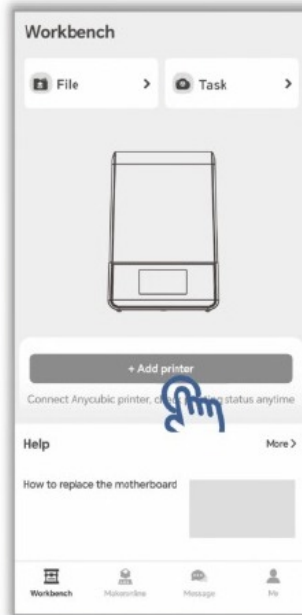 Workbench
File >
Task >
+ Add printer
Connect Anycubic printer, printing status anytime
Help
More >
How to replace the motherboard
Workbench
Makeronline
Message
Me